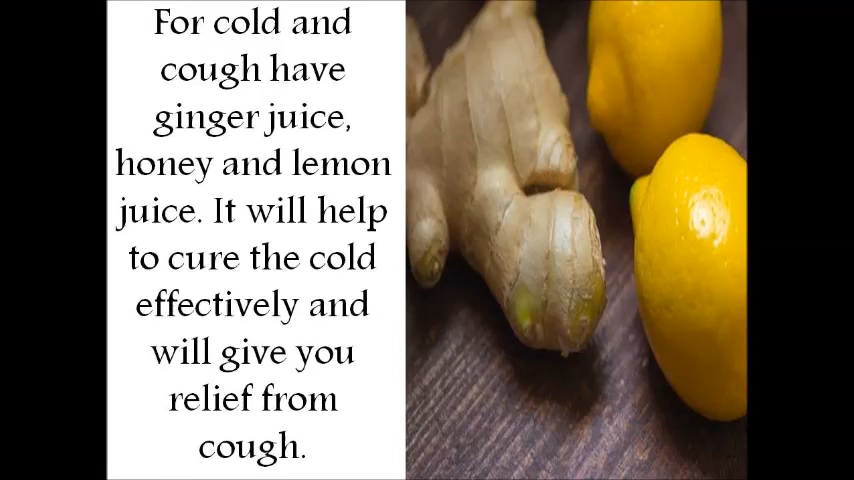 For cold and
cough have
ginger juice,
honey and lemon
juice. It will help
to cure the cold
effectively and
will give you
relief from
cough.